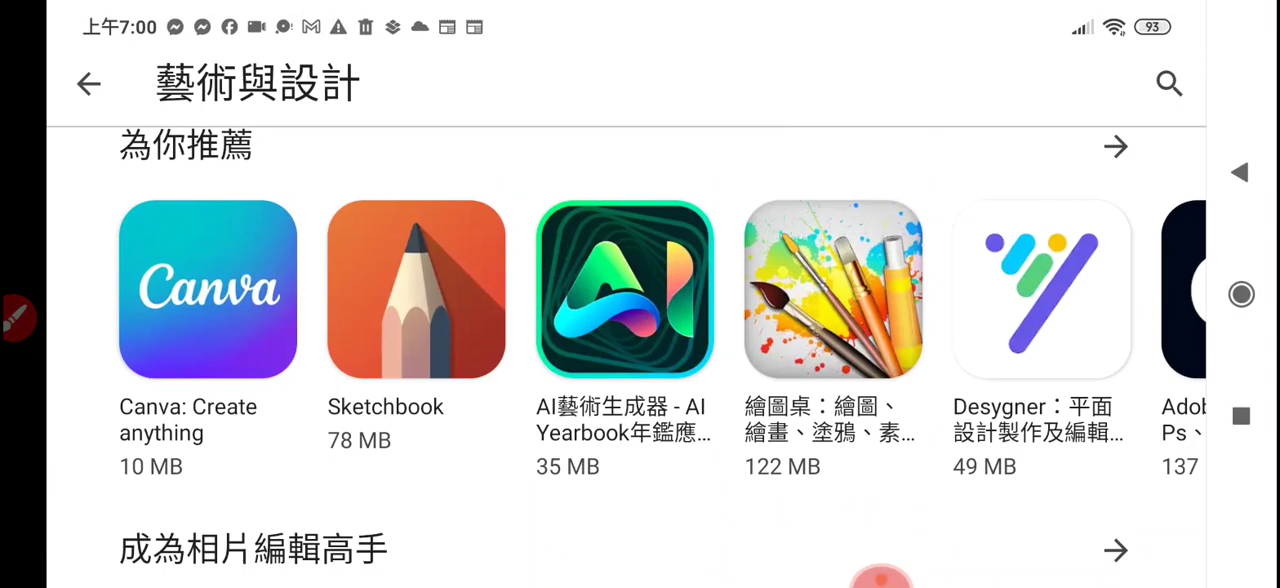 上午7:00
93
藝術與設計
為你推薦
Canva
AI
Canva: Create
anything
10 MB
Sketchbook
78 MB
AI藝術生成器 - AI
Yearbook年鑑應...
35 MB
繪圖桌：繪圖、
繪畫、塗鴉、素...
122 MB
Desygner：平面
設計製作及編輯...
49 MB
Adob
Ps、
137
成為相片編輯高手